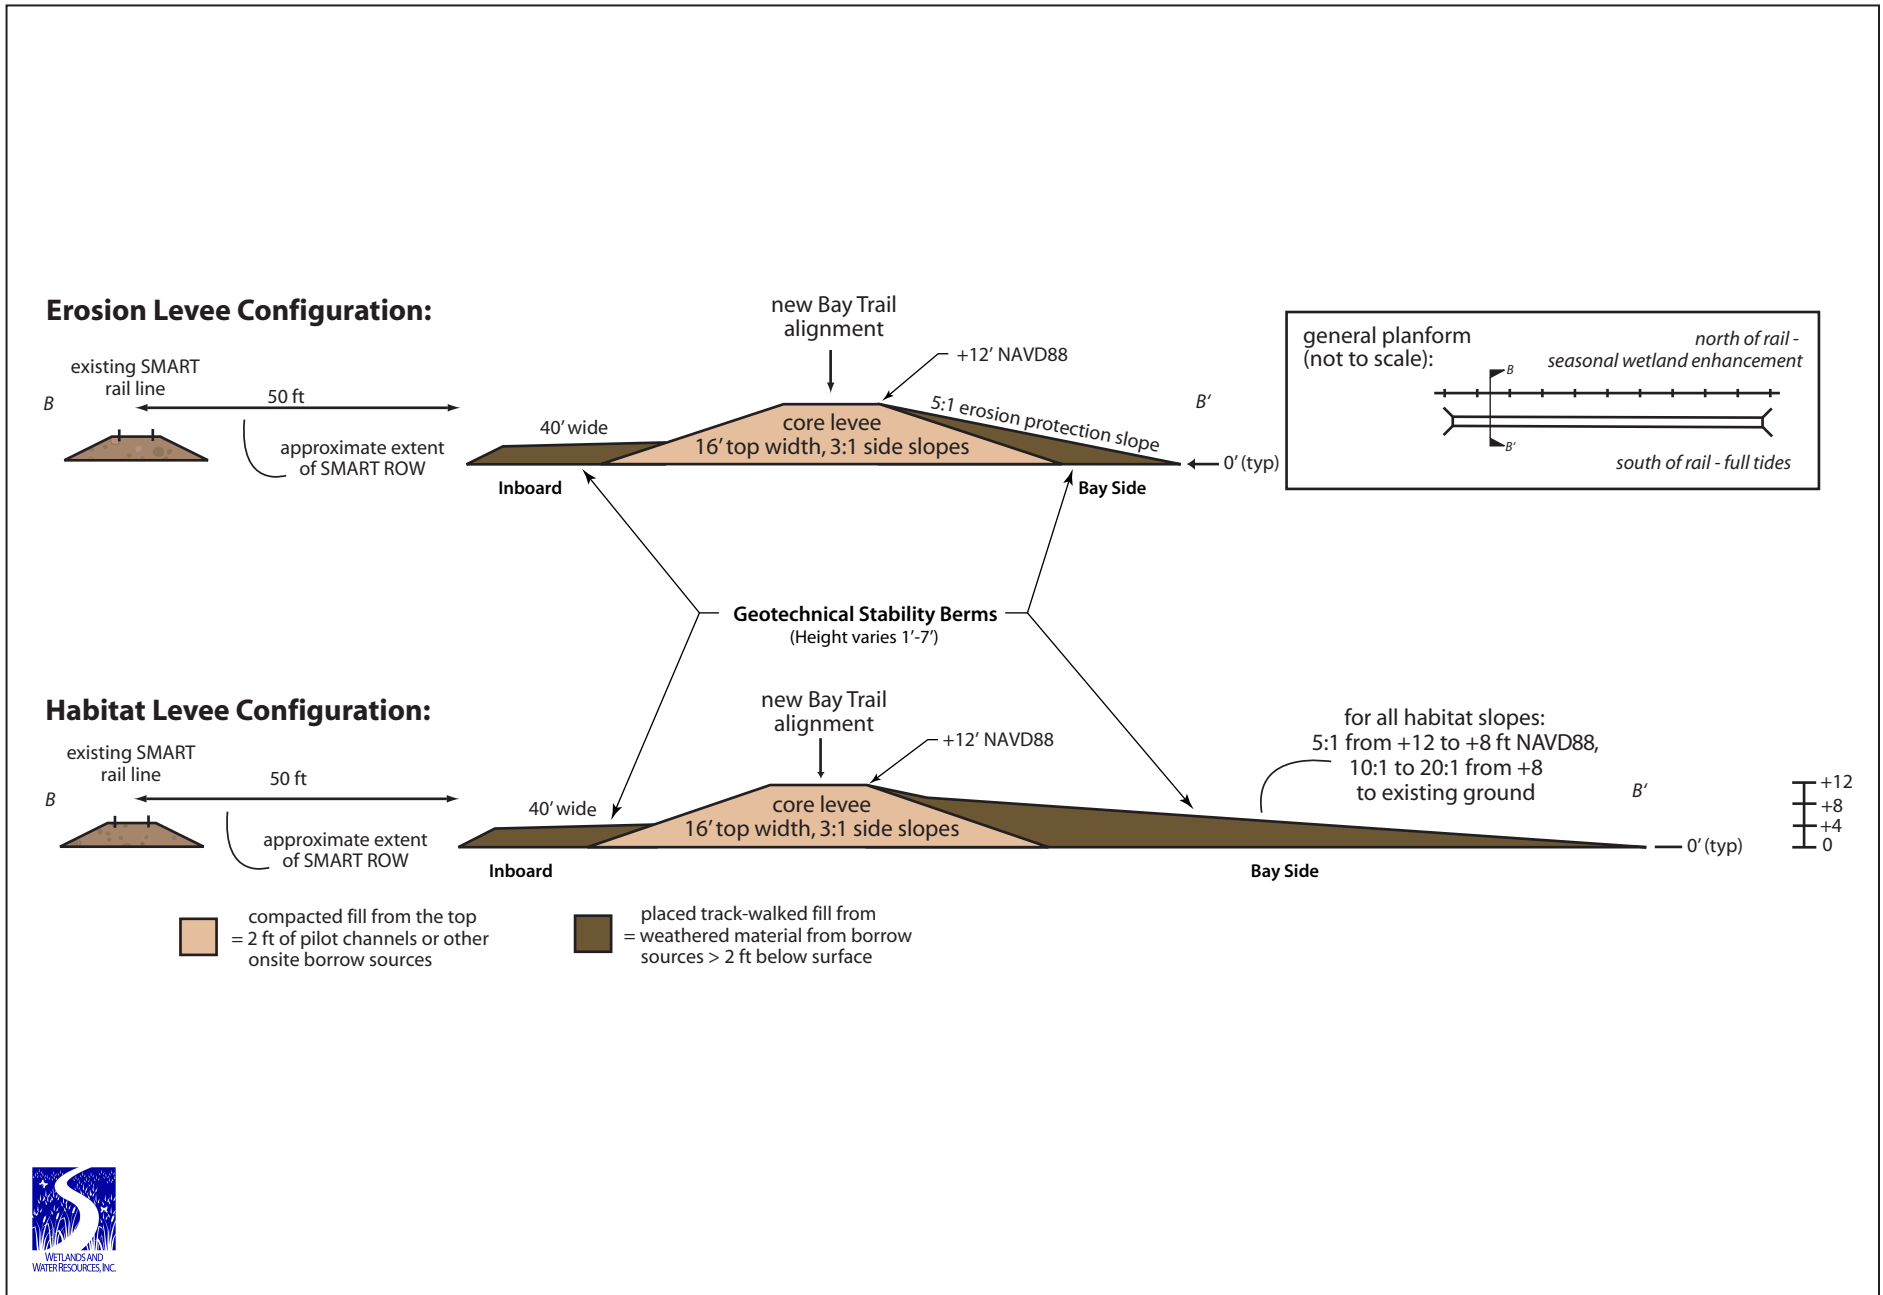 Erosion Levee Configuration:
existing SMART
rail line
B
50 ft
approximate extent
of SMART ROW
40’ wide
Inboard
new Bay Trail
alignment
+12’ NAVD88
core levee
16’ top width, 3:1 side slopes
5:1 erosion protection slope
Bay Side
B‘
0’ (typ)
general planform
(not to scale):
north of rail -
seasonal wetland enhancement
B
B‘
south of rail - full tides
Geotechnical Stability Berms
(Height varies 1’-7’)
Habitat Levee Configuration:
existing SMART
rail line
B
50 ft
approximate extent
of SMART ROW
40’ wide
Inboard
new Bay Trail
alignment
+12’ NAVD88
core levee
16’ top width, 3:1 side slopes
for all habitat slopes:
5:1 from +12 to +8 ft NAVD88,
10:1 to 20:1 from +8
to existing ground
Bay Side
B‘
0’ (typ)
+12
+8
+4
0
compacted fill from the top
= 2 ft of pilot channels or other
onsite borrow sources
placed track-walked fill from
= weathered material from borrow
sources > 2 ft below surface
WETLANDS AND
WATER RESOURCES, INC.